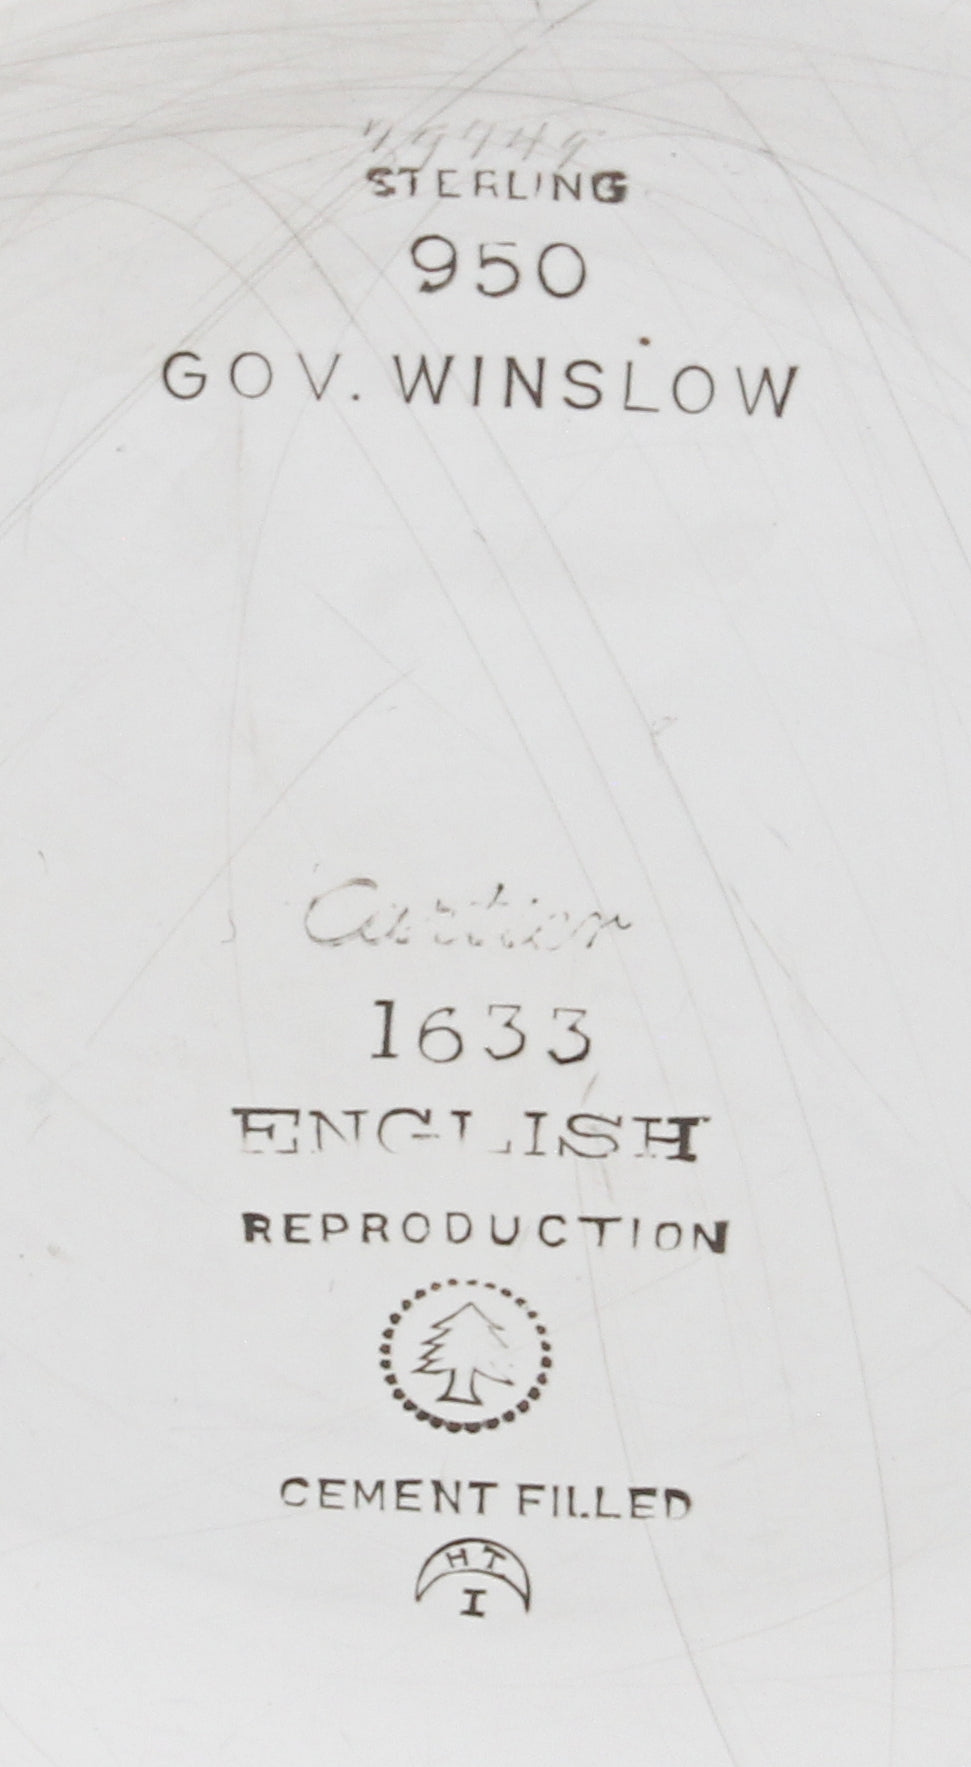 STERLING
950
GOV. WINSLOW
Cartier
1633
ENGLISH
REPRODUCTION
CEMENT FILLED
HT
I